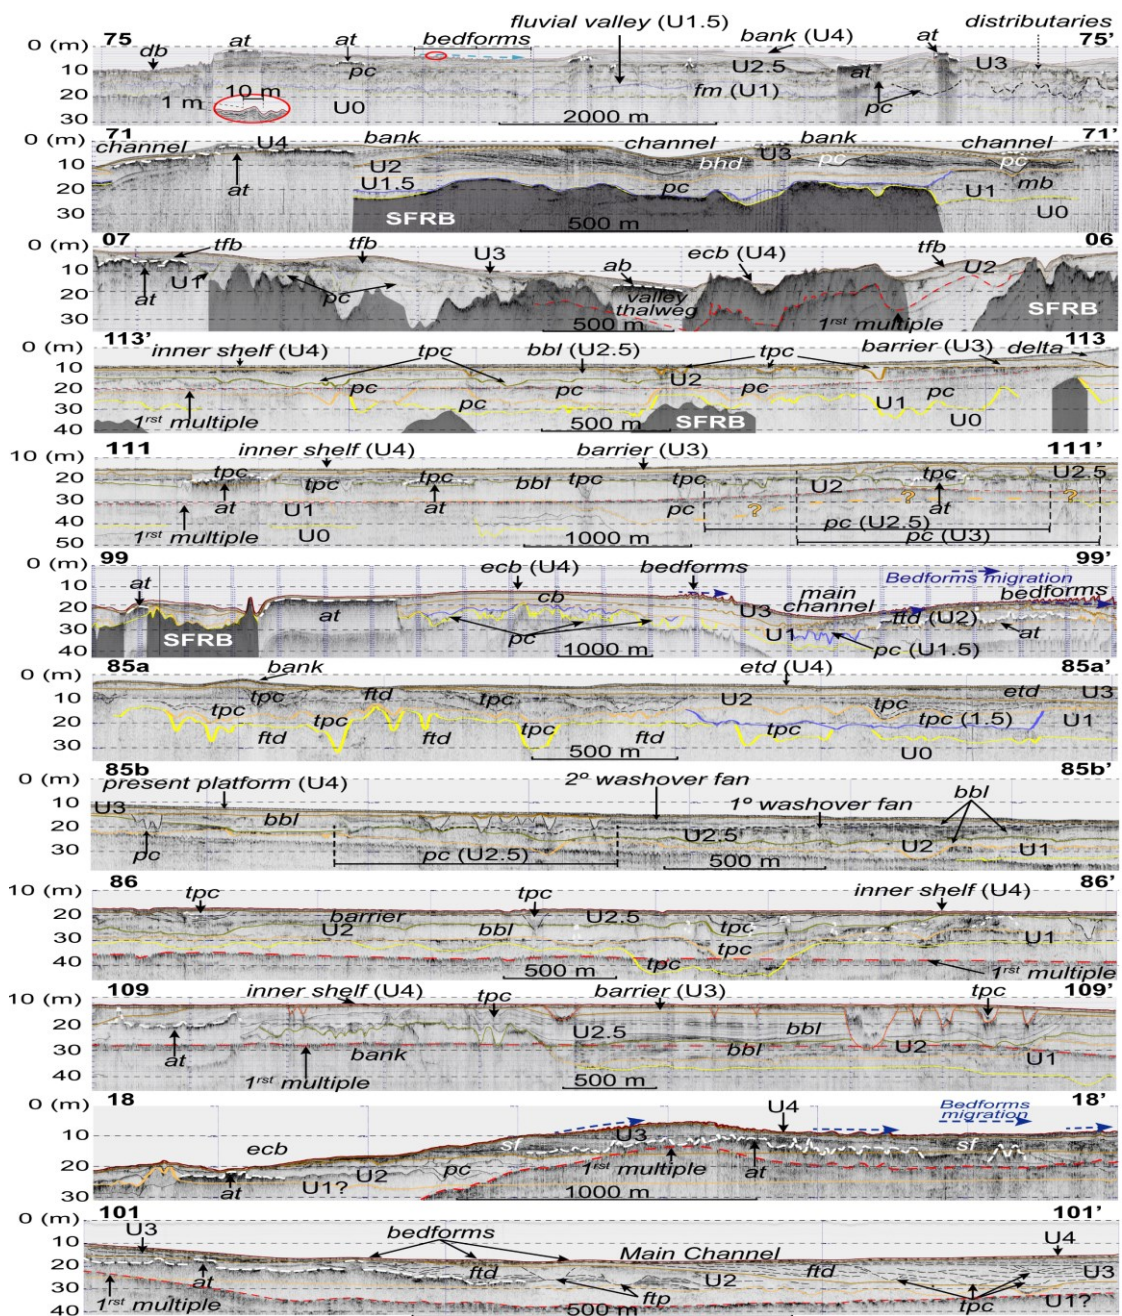 75 75'
fluvial valley (U1.5) distributaries
0 (m) db at at bedforms bank (U4) at U3
10 pc U2.5 at
20 1 m 10 m fm (U1) pc
30 U0 2000 m
71 71'
0 (m) channel U4 bank channel bank channel
10 at U2 bhd U3 pc pc
20 U1.5 pc U1 mb
30 SFRB 500 m U0
07 06
0 (m) tfb tfb U3 ab ecb (U4) tfb U2
10 at U1 pc
20 valley thalweg
30 500 m 1rst multiple SFRB
113' 113
0 (m) inner shelf (U4) tpc bbl (U2.5) tpc barrier (U3) delta
10 U2
20 pc pc pc pc
30 pc pc U1 U0
40 1rst multiple 500 m SFRB
111 111'
10 (m) inner shelf (U4) barrier (U3)
20 tpc tpc tpc bbl tpc tpc tpc U2.5
30 at at U2 at ? ?
40 U1 pc ? pc (U2.5)
50 1rst multiple U0 1000 m pc (U3)
99 99'
0 (m) at ecb (U4) bedforms Bedforms migration
10 cb main channel bedforms
20 at U3 ttd (U2)
30 SFRB pc U1 at
40 1000 m pc (U1.5)
85a 85a'
0 (m) bank etd (U4)
10 tpc ftd tpc U2 etd U3
20 tpc tpc tpc tpc tpc (1.5) U1
30 ftd ftd 500 m ftd U0
85b 85b'
0 (m) present platform (U4) 2º washover fan
10 U3 1º washover fan bbl
20 bbl U2.5
30 pc pc (U2.5) 500 m U2 U1
86 86'
10 (m) tpc tpc inner shelf (U4)
20 barrier U2.5
30 U2 bbl tpc tpc U1
40 tpc
50 500 m 1rst multiple
109 109'
10 (m) inner shelf (U4) tpc barrier (U3) tpc
20 U2.5 bbl
30 at bank bbl U2 U1
40 1rst multiple 500 m
18 18'
0 (m) U4 Bedforms migration
10 ecb sf U3 sf
20 at U2 pc 1rst multiple at
30 U1? 1000 m
101 101'
0 (m) U3 bedforms U4
10 Main Channel
20 at ftd U2 ftd U3
30 1rst multiple ftp tpc U1?
40 500 m